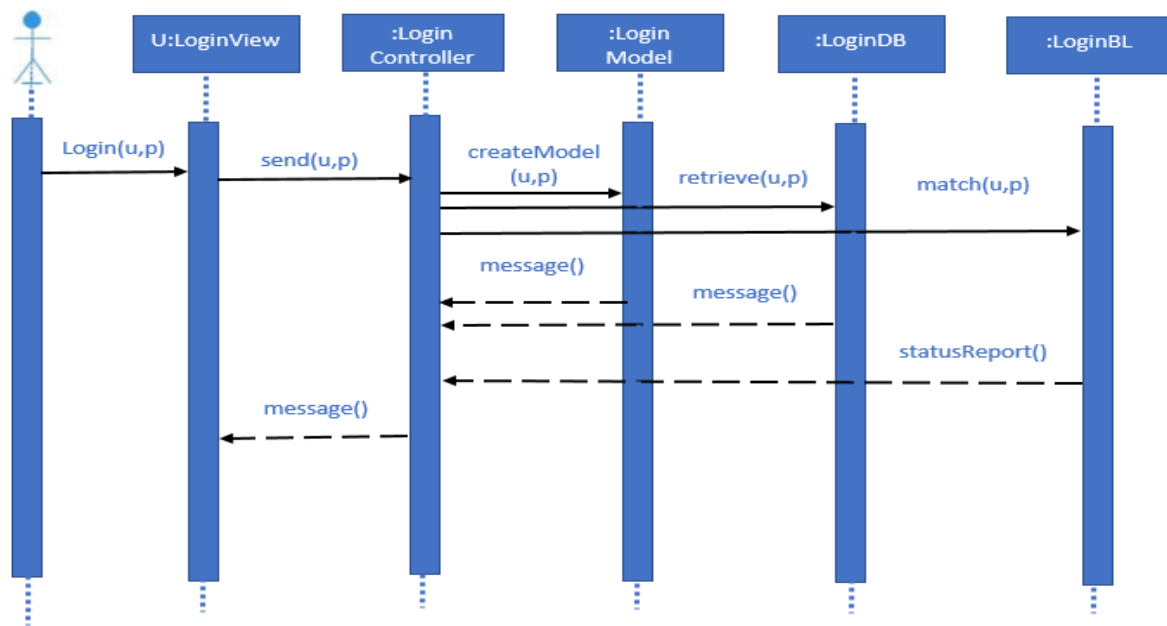 U:LoginView
:Login
Controller
:Login
Model
:LoginDB
:LoginBL
Login(u,p)
send(u,p)
createModel
(u,p)
retrieve(u,p)
match(u,p)
message()
message()
statusReport()
message()